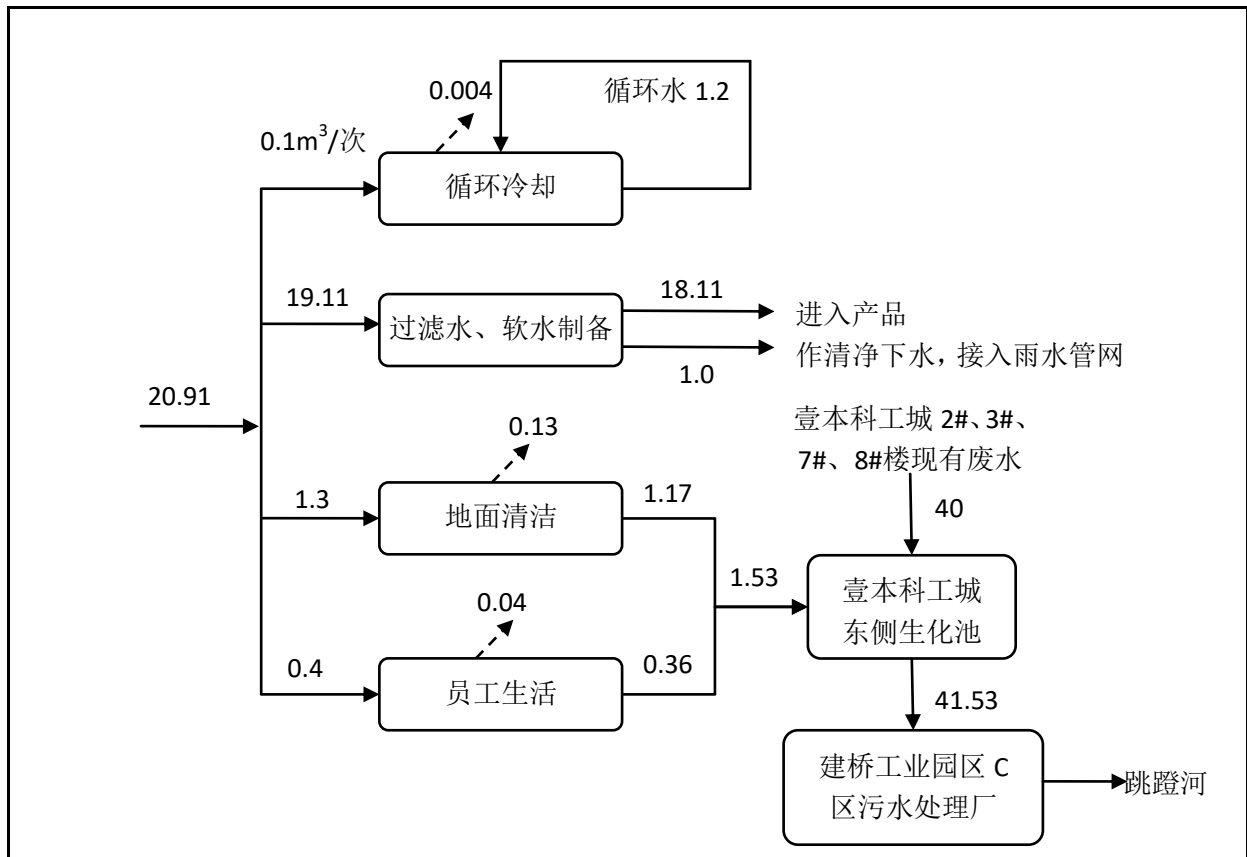 0.004
循环水 1.2
0.1m³/次
循环冷却
19.11
过滤水、软水制备
18.11
进入产品
作清净下水，接入雨水管网
1.0
20.91
壹本科工城 2#、3#、
7#、8#楼现有废水
0.13
1.3
地面清洁
1.17
40
1.53
壹本科工城
东侧生化池
0.04
0.4
员工生活
0.36
41.53
建桥工业园区 C
区污水处理厂
跳蹬河